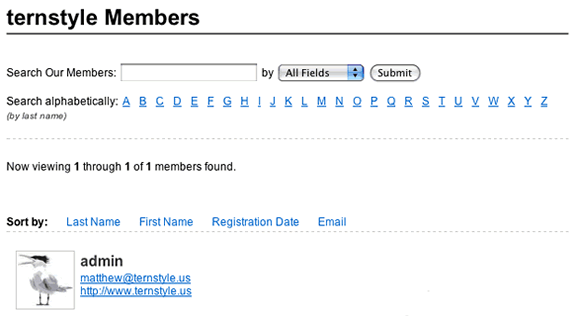 ternstyle Members
Search Our Members: by All Fields Submit
Search alphabetically: A B C D E F G H I J K L M N O P Q R S T U V W X Y Z
(by last name)
Now viewing 1 through 1 of 1 members found.
Sort by: Last Name First Name Registration Date Email
admin
matthew@ternstyle.us
http://www.ternstyle.us